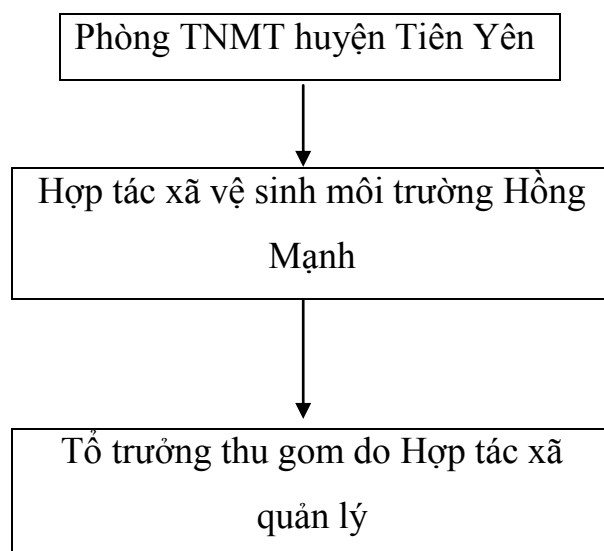 Phòng TNMT huyện Tiên Yên
Hợp tác xã vệ sinh môi trường Hồng
Mạnh
Tổ trưởng thu gom do Hợp tác xã
quản lý